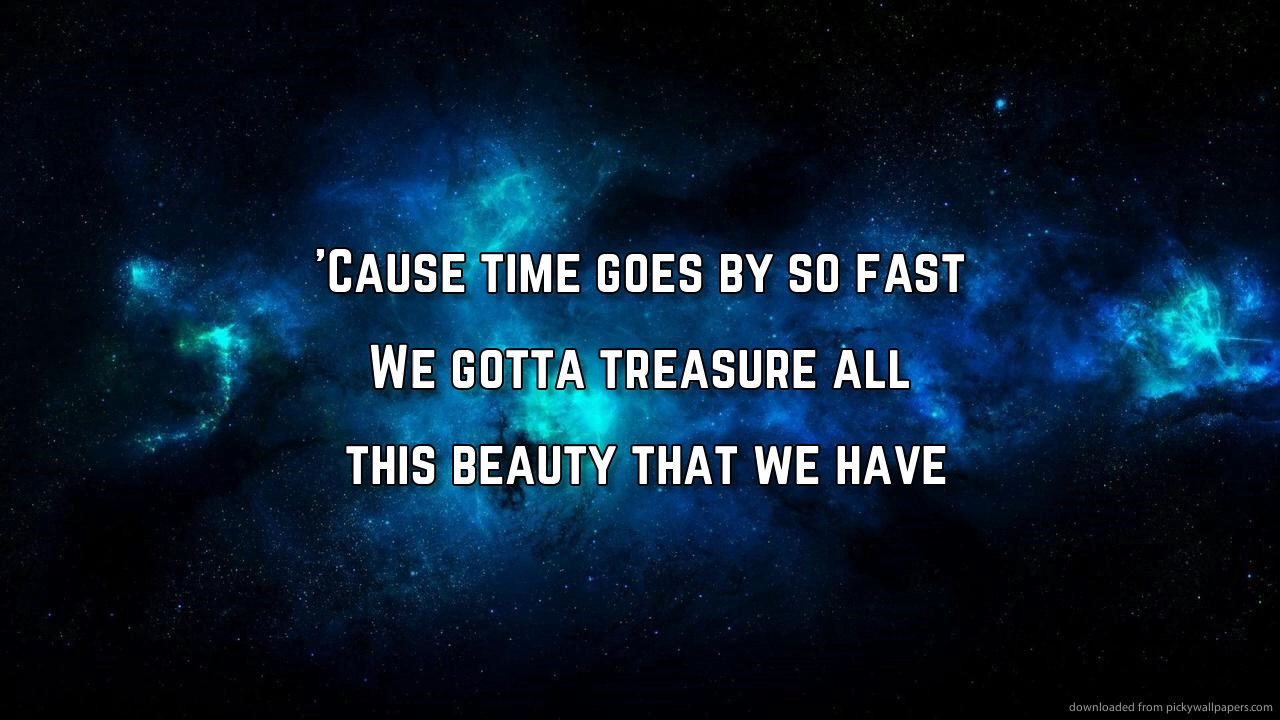 'Cause time goes by so fast
We gotta treasure all
this beauty that we have
downloaded from pickywallpapers.com